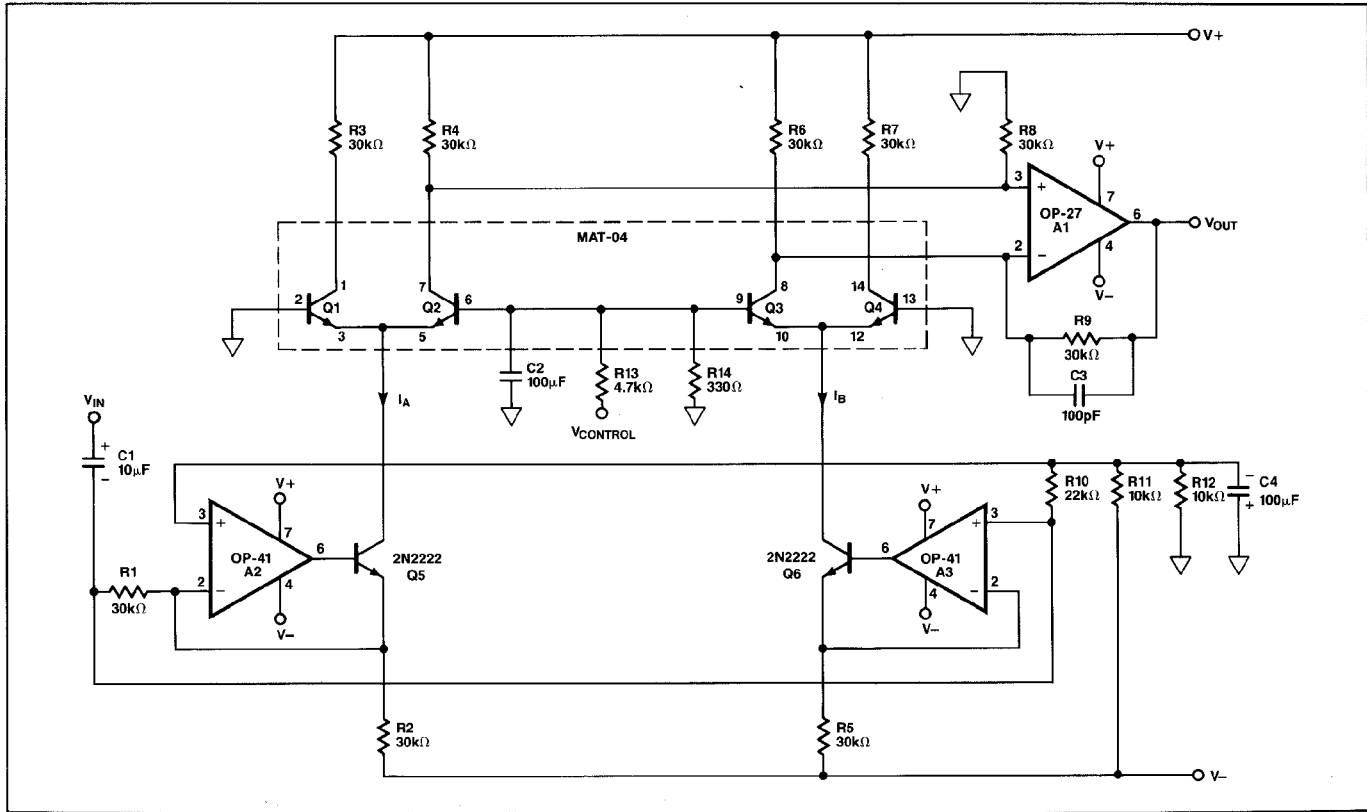 V+
R3
30kΩ
R4
30kΩ
R6
30kΩ
R7
30kΩ
R8
30kΩ
V+
3
+
7
OP-27
A1
6
VOUT
2
−
4
V−
MAT-04
1
2
Q1
3
7
Q2
6
5
8
9
Q3
10
14
Q4
13
12
R9
30kΩ
C3
100pF
C2
100μF
R13
4.7kΩ
VCONTROL
R14
330Ω
IA
IB
VIN
+
C1
10μF
−
V+
3
+
7
OP-41
A2
6
2
−
4
V−
R1
30kΩ
2N2222
Q5
2N2222
Q6
V+
7
3
+
6
OP-41
A3
2
−
4
V−
R10
22kΩ
R11
10kΩ
R12
10kΩ
−
C4
100μF
+
R2
30kΩ
R5
30kΩ
V−